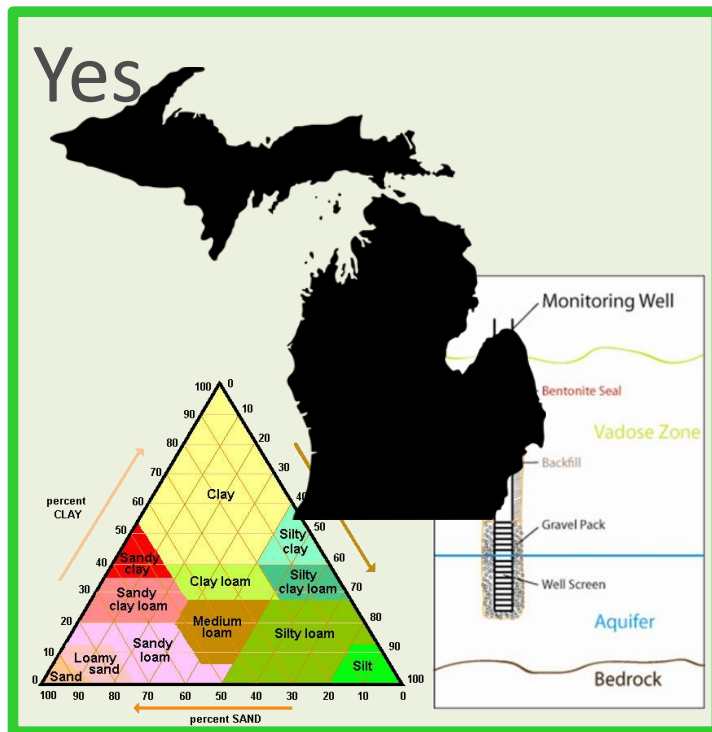 Yes
Monitoring Well
Bentonite Seal
Vadose Zone
Backfill
Gravel Pack
Well Screen
Aquifer
Bedrock
100
0
90
10
80
20
70
30
60
40
50
50
40
60
30
70
20
80
10
90
0
100
percent
CLAY
Clay
Silty
clay
Sandy
clay
Clay loam
Silty
clay loam
Sandy
clay loam
Medium
loam
Silty loam
Sandy
loam
Loamy
sand
Sand
Silt
100 90 80 70 60 50 40 30 20 10 0
percent SAND